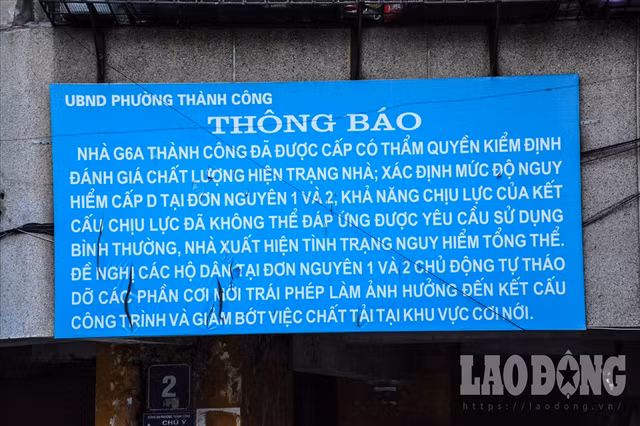 UBND PHƯỜNG THÀNH CÔNG
THÔNG BÁO
NHÀ G6A THÀNH CÔNG ĐÃ ĐƯỢC CẤP CÓ THẨM QUYỀN KIỂM ĐỊNH
ĐÁNH GIÁ CHẤT LƯỢNG HIỆN TRẠNG NHÀ; XÁC ĐỊNH MỨC ĐỘ NGUY
HIỂM CẤP D TẠI ĐƠN NGUYÊN 1 VÀ 2, KHẢ NĂNG CHỊU LỰC CỦA KẾT
CẤU CHỊU LỰC ĐÃ KHÔNG THỂ ĐÁP ỨNG ĐƯỢC YÊU CẦU SỬ DỤNG
BÌNH THƯỜNG, NHÀ XUẤT HIỆN TÌNH TRẠNG NGUY HIỂM TỔNG THỂ.
ĐỀ NGHỊ CÁC HỘ DÂN TẠI ĐƠN NGUYÊN 1 VÀ 2 CHỦ ĐỘNG TỰ THÁO
DỠ CÁC PHẦN CƠI NỚI TRÁI PHÉP LÀM ẢNH HƯỞNG ĐẾN KẾT CẤU
CÔNG TRÌNH VÀ GIẢM BỚT VIỆC CHẤT TẢI TẠI KHU VỰC CƠI NỚI.
2
CHÚ Ý
LAO ĐỘNG
https://laodong.vn/